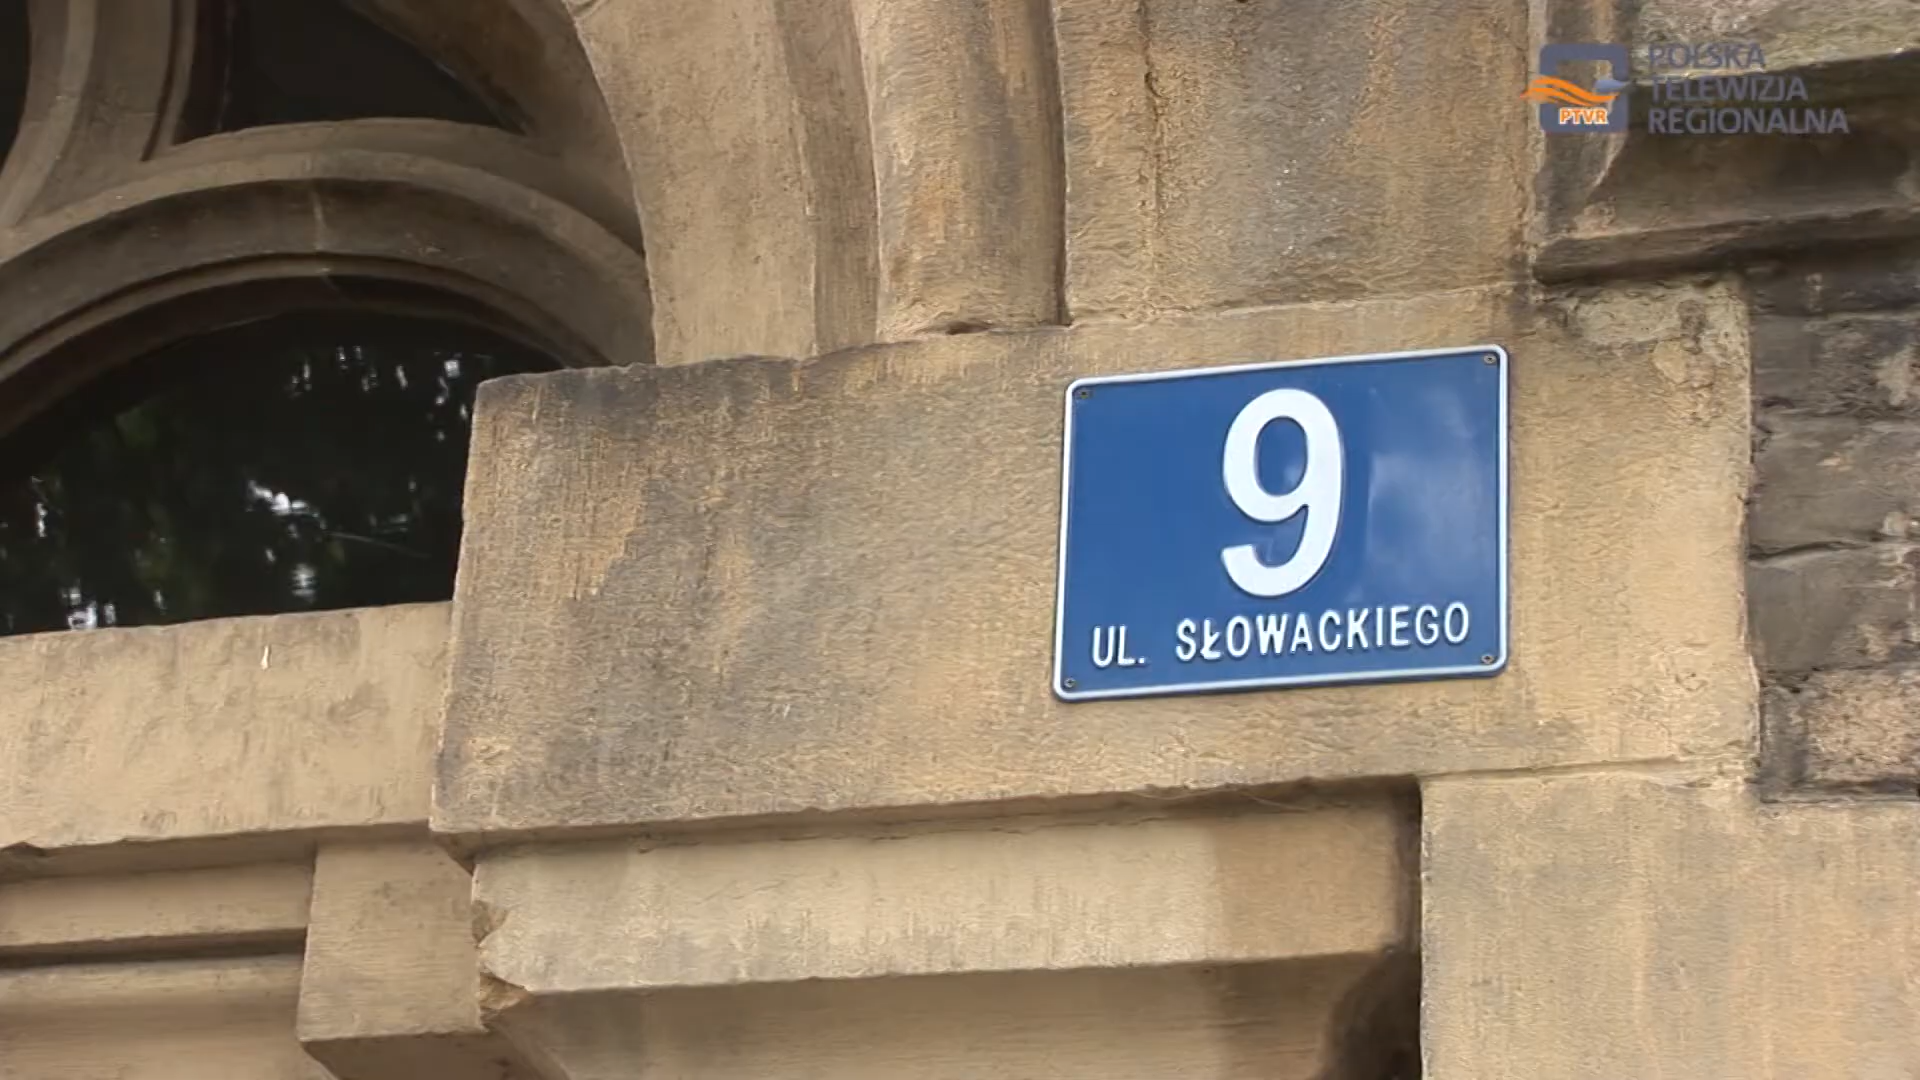 POLSKA
TELEWIZJA
REGIONALNA
PTVR
9
UL. SŁOWACKIEGO